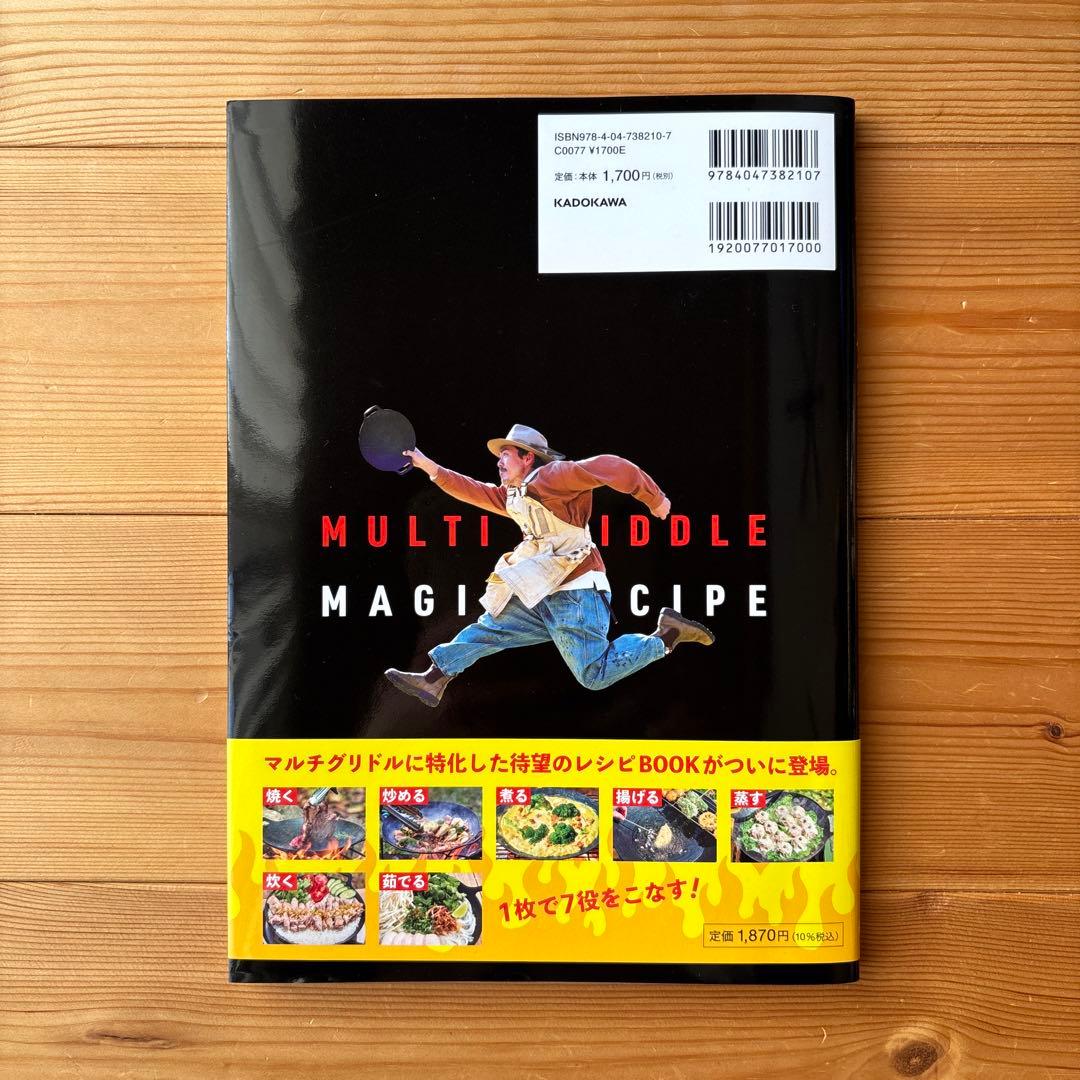 ISBN978-4-04-738210-7
C0077 ¥1700E
定価:本体 1,700円(税別)
KADOKAWA
9784047382107
1920077017000
MULTI IDDLE
MAGI CIPE
マルチグリドルに特化した待望のレシピBOOKがついに登場。
焼く 炒める 煮る 揚げる 蒸す
炊く 茹でる
1枚で7役をこなす!
定価 1,870円(10%税込)